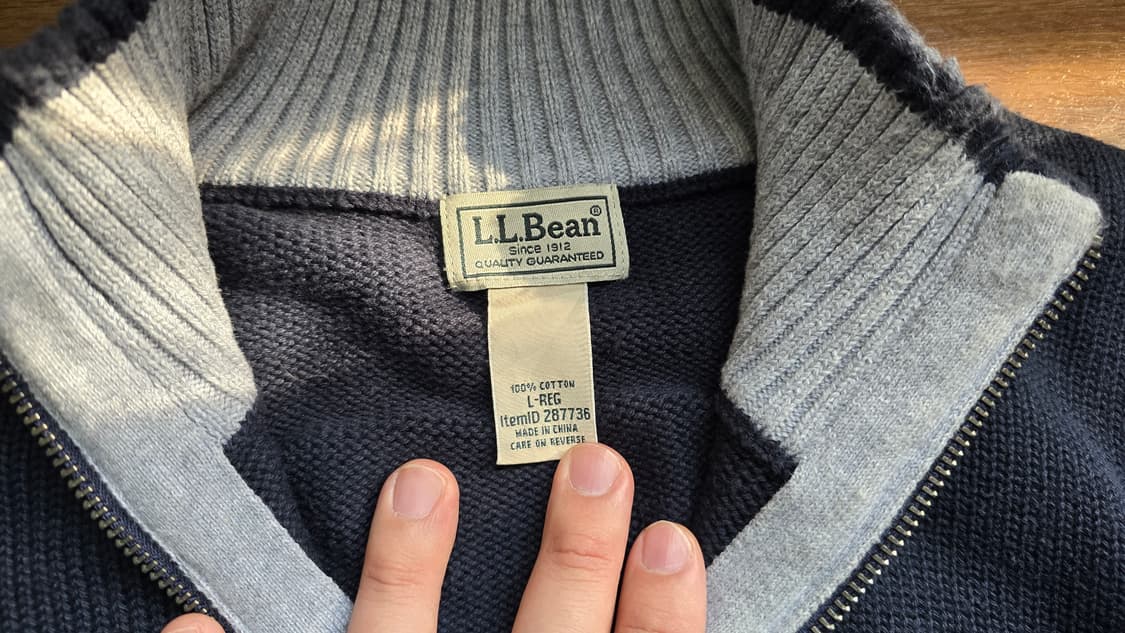 L.L.Bean®
Since 1912
QUALITY GUARANTEED
100% COTTON
L-REG
ItemID 287736
MADE IN CHINA
CARE ON REVERSE